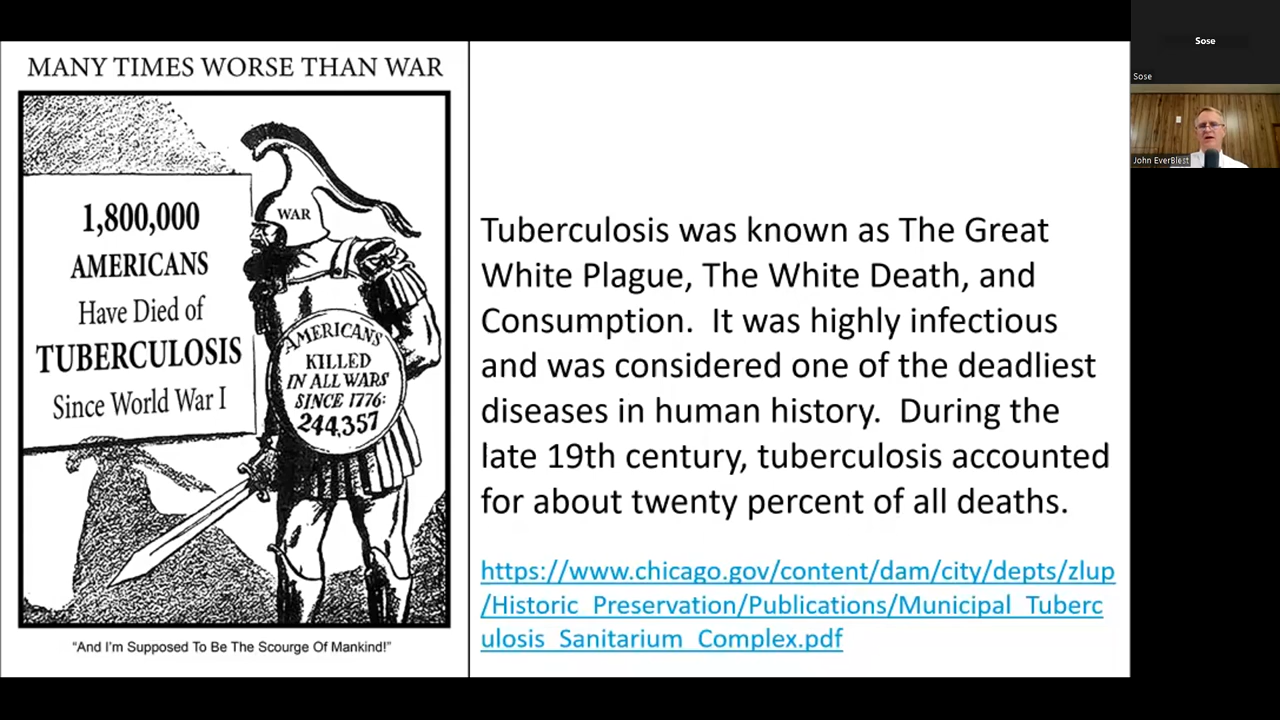 MANY TIMES WORSE THAN WAR
1,800,000
AMERICANS
Have Died of
TUBERCULOSIS
Since World War I
WAR
AMERICANS
KILLED
IN ALL WARS
SINCE 1776:
244,357
"And I'm Supposed To Be The Scourge Of Mankind!"
Tuberculosis was known as The Great
White Plague, The White Death, and
Consumption.  It was highly infectious
and was considered one of the deadliest
diseases in human history.  During the
late 19th century, tuberculosis accounted
for about twenty percent of all deaths.
https://www.chicago.gov/content/dam/city/depts/zlup
/Historic_Preservation/Publications/Municipal_Tuberc
ulosis_Sanitarium_Complex.pdf
Sose
Sose
John EverBlest